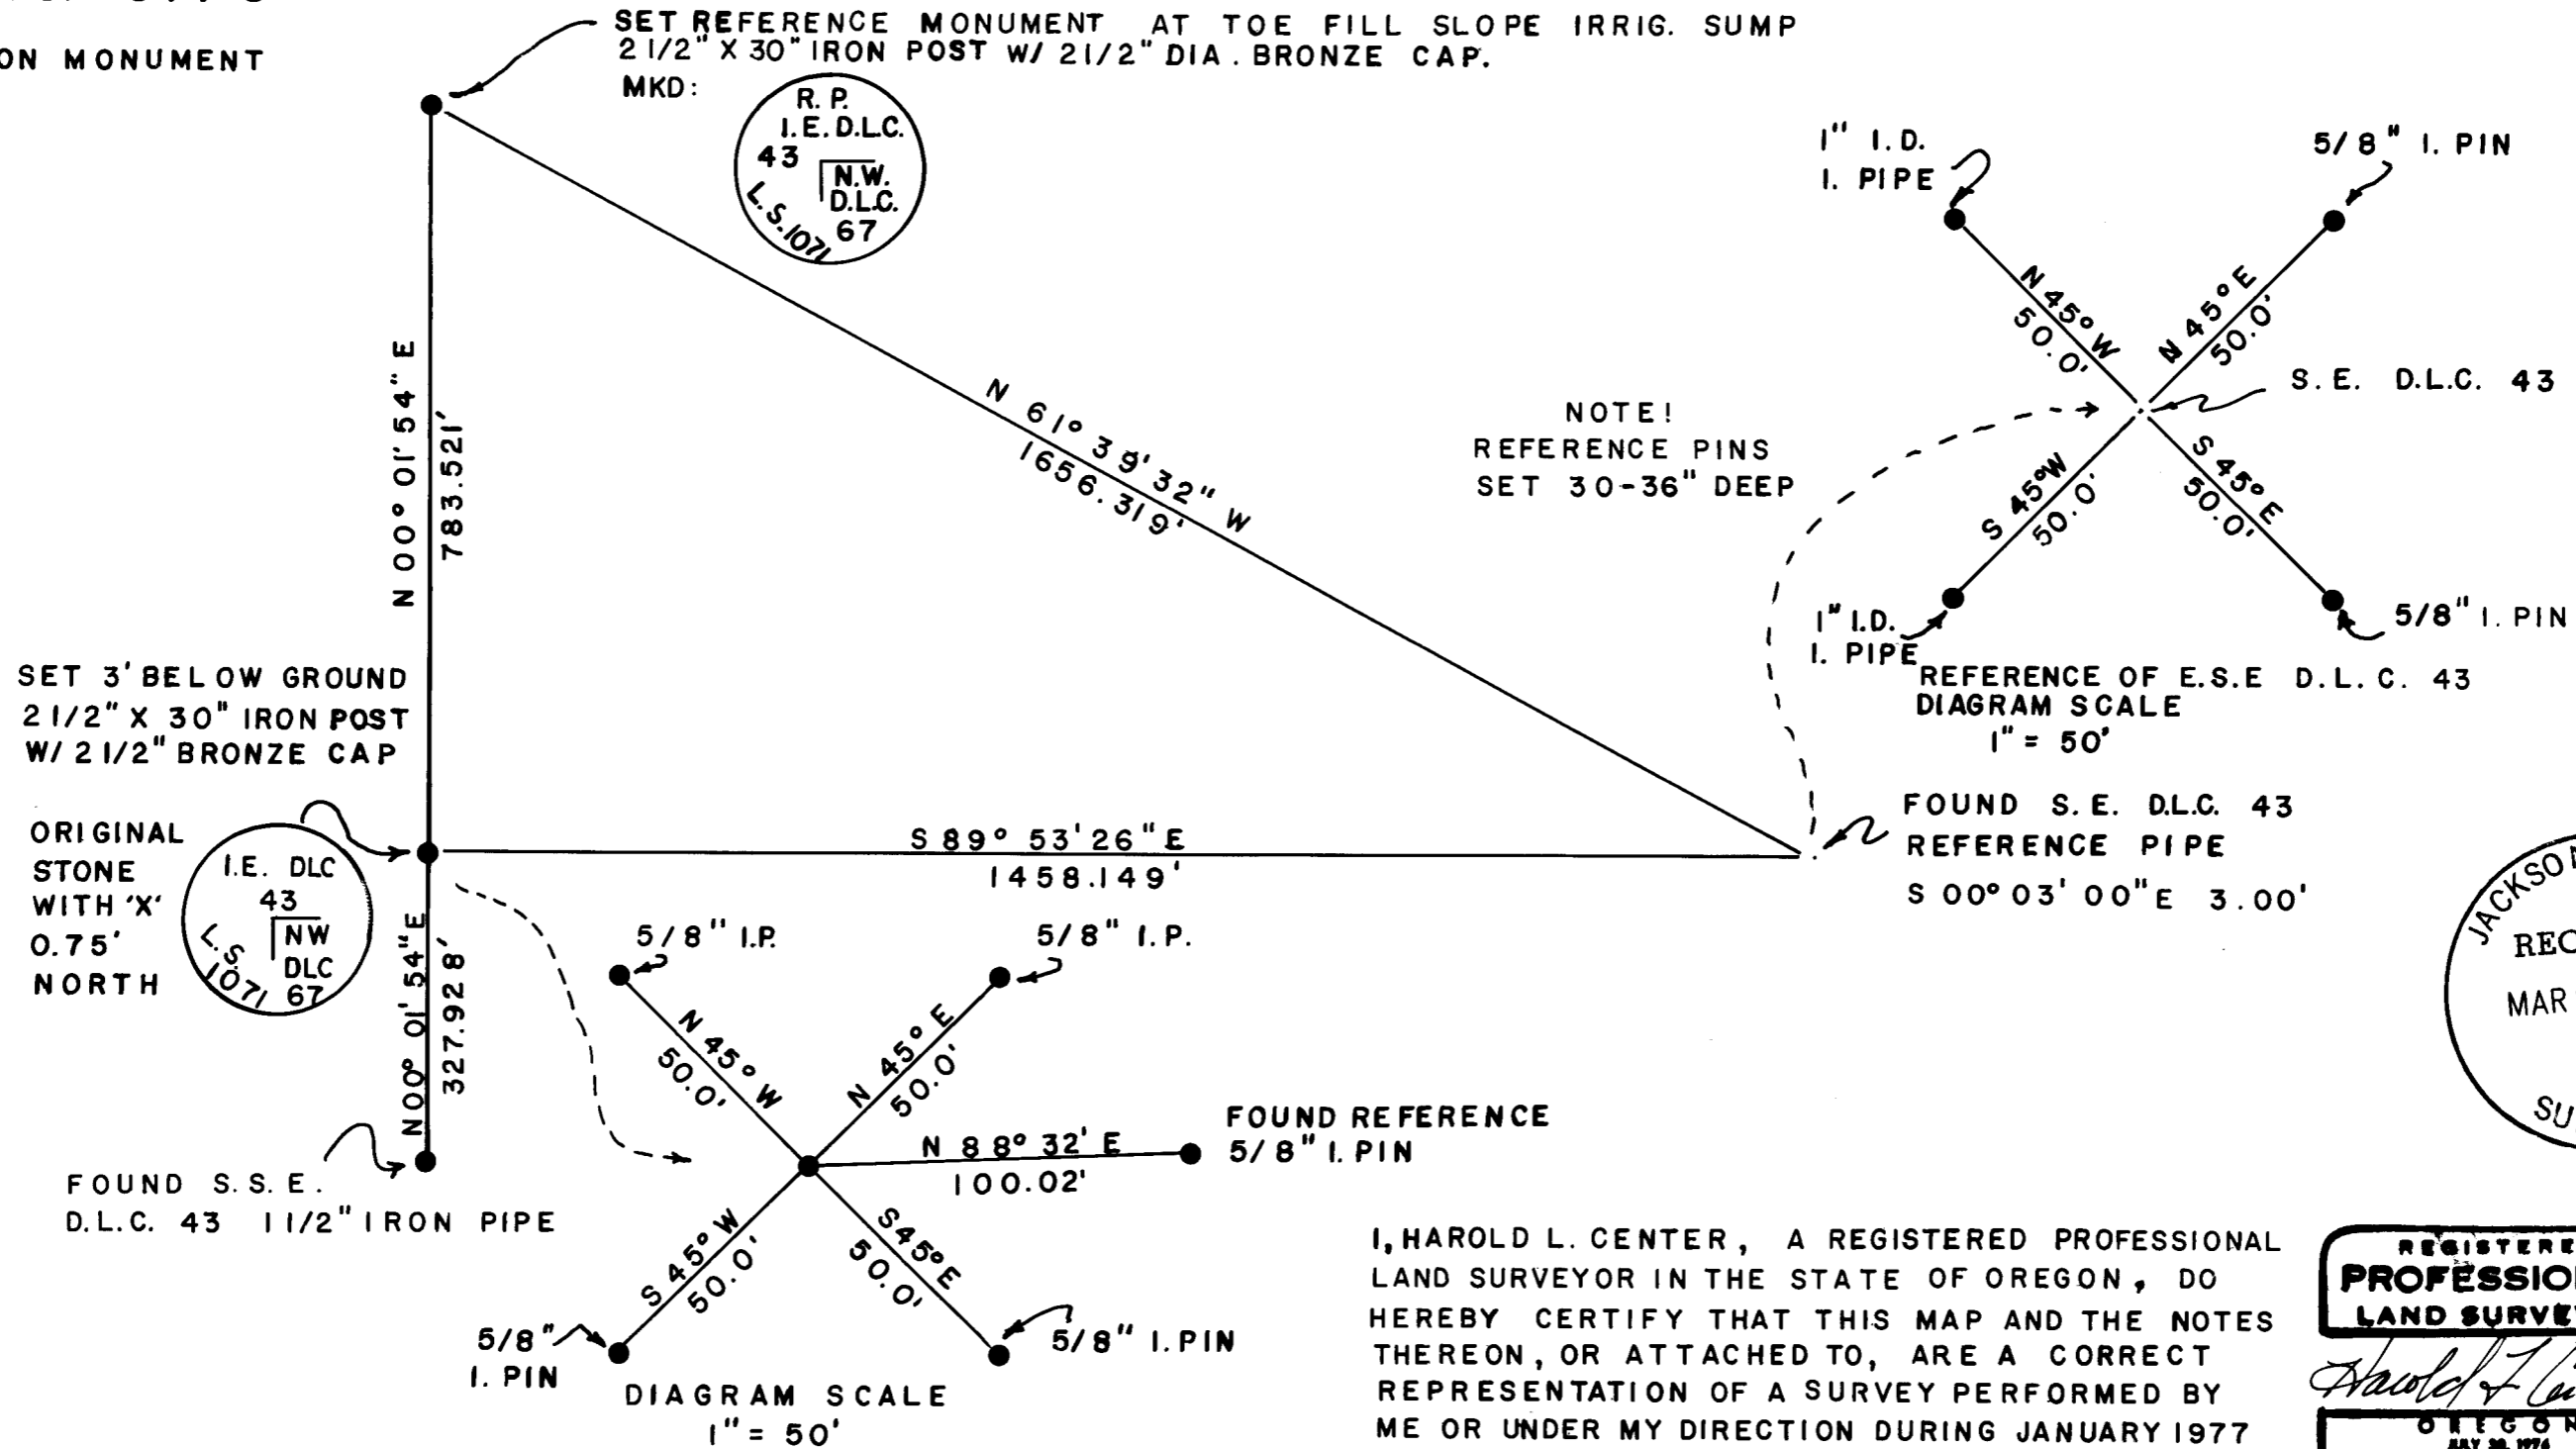 ON MONUMENT
SET REFERENCE MONUMENT AT TOE FILL SLOPE IRRIG. SUMP
2 1/2" X 30" IRON POST W/ 2 1/2" DIA. BRONZE CAP.
MKD:
R. P.
I.E. D.L.C.
43
N.W.
D.L.C.
67
L.S. 1071
1" I.D.
I. PIPE
5/8" I. PIN
N 45° W
50.0'
N 45° E
50.0'
S.E. D.L.C. 43
S 45° W
50.0'
S 45° E
50.0'
1" I.D.
I. PIPE
5/8" I. PIN
REFERENCE OF E.S.E D.L.C. 43
DIAGRAM SCALE
1" = 50'
NOTE!
REFERENCE PINS
SET 30-36" DEEP
N 00° 01' 54" E
783.521'
N 61° 39' 32" W
1656.319'
SET 3' BELOW GROUND
2 1/2" X 30" IRON POST
W/ 2 1/2" BRONZE CAP
ORIGINAL
STONE
WITH 'X'
0.75'
NORTH
I.E. DLC
43
NW
DLC
67
L.S.
1071
S 89° 53' 26" E
1458.149'
FOUND S.E. D.L.C. 43
REFERENCE PIPE
S 00° 03' 00" E 3.00'
N 00° 01' 54" E
327.928'
FOUND S.S.E.
D.L.C. 43 1 1/2" IRON PIPE
5/8" I.P.
5/8" I.P.
N 45° W
50.0'
N 45° E
50.0'
N 88° 32' E
100.02'
FOUND REFERENCE
5/8" I. PIN
S 45° W
50.0'
S 45° E
50.0'
5/8"
I. PIN
5/8" I. PIN
DIAGRAM SCALE
1" = 50'
I, HAROLD L. CENTER, A REGISTERED PROFESSIONAL
LAND SURVEYOR IN THE STATE OF OREGON, DO
HEREBY CERTIFY THAT THIS MAP AND THE NOTES
THEREON, OR ATTACHED TO, ARE A CORRECT
REPRESENTATION OF A SURVEY PERFORMED BY
ME OR UNDER MY DIRECTION DURING JANUARY 1977
JACKSON
REC
MAR
SU
REGISTERE
PROFESSION
LAND SURVEY
Harold L
OREGON